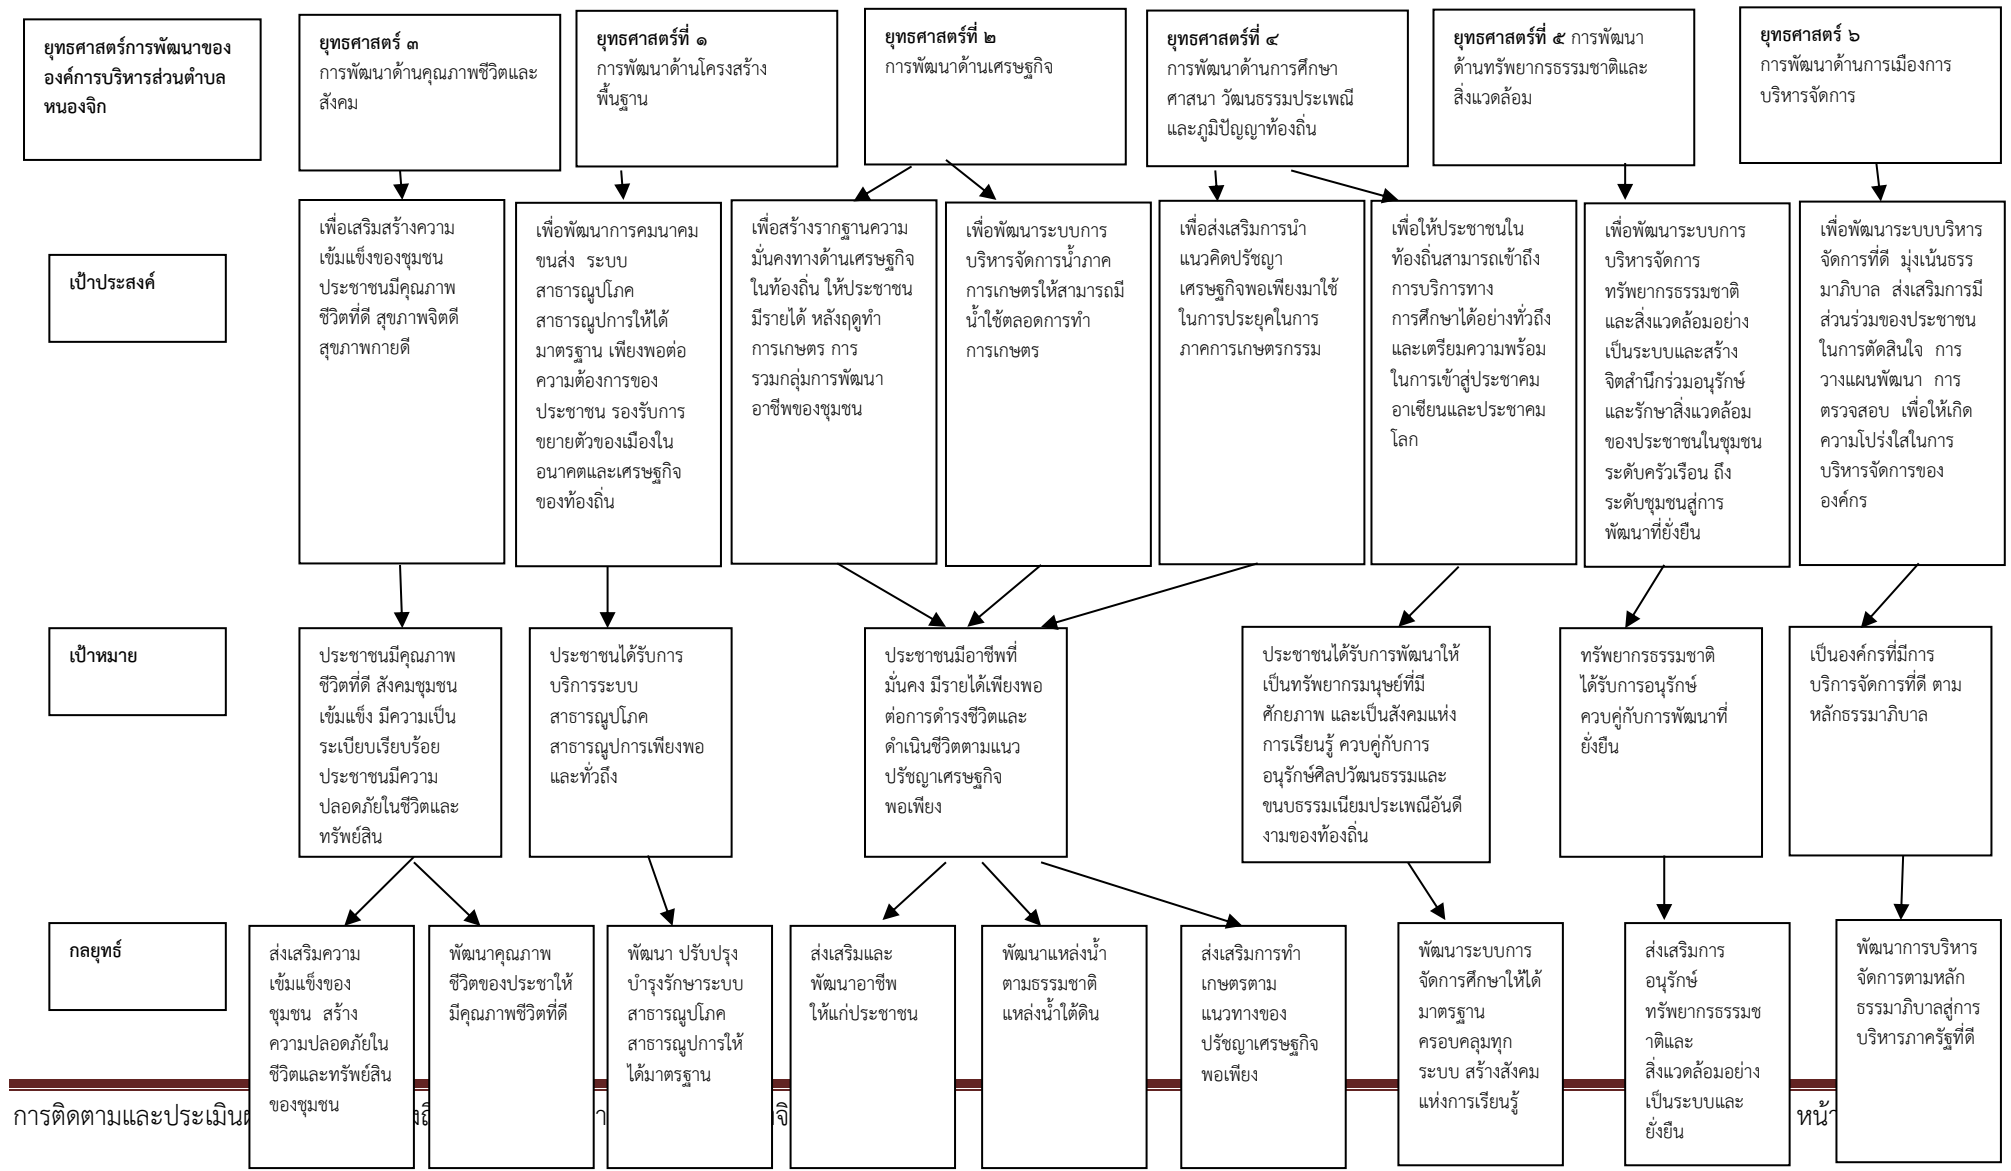 ยุทธศาสตร์การพัฒนาของ
องค์การบริหารส่วนตำบล
หนองจิก
ยุทธศาสตร์ ๓
การพัฒนาด้านคุณภาพชีวิตและ
สังคม
ยุทธศาสตร์ที่ ๑
การพัฒนาด้านโครงสร้าง
พื้นฐาน
ยุทธศาสตร์ที่ ๒
การพัฒนาด้านเศรษฐกิจ
ยุทธศาสตร์ที่ ๔
การพัฒนาด้านการศึกษา
ศาสนา วัฒนธรรมประเพณี
และภูมิปัญญาท้องถิ่น
ยุทธศาสตร์ที่ ๕ การพัฒนา
ด้านทรัพยากรธรรมชาติและ
สิ่งแวดล้อม
ยุทธศาสตร์ ๖
การพัฒนาด้านการเมืองการ
บริหารจัดการ
เป้าประสงค์
เพื่อเสริมสร้างความ
เข้มแข็งของชุมชน
ประชาชนมีคุณภาพ
ชีวิตที่ดี สุขภาพจิตดี
สุขภาพกายดี
เพื่อพัฒนาการคมนาคม
ขนส่ง ระบบ
สาธารณูปโภค
สาธารณูปการให้ได้
มาตรฐาน เพียงพอต่อ
ความต้องการของ
ประชาชน รองรับการ
ขยายตัวของเมืองใน
อนาคตและเศรษฐกิจ
ของท้องถิ่น
เพื่อสร้างรากฐานความ
มั่นคงทางด้านเศรษฐกิจ
ในท้องถิ่น ให้ประชาชน
มีรายได้ หลังฤดูทำ
การเกษตร การ
รวมกลุ่มการพัฒนา
อาชีพของชุมชน
เพื่อพัฒนาระบบการ
บริหารจัดการน้ำภาค
การเกษตรให้สามารถมี
น้ำใช้ตลอดการทำ
การเกษตร
เพื่อส่งเสริมการนำ
แนวคิดปรัชญา
เศรษฐกิจพอเพียงมาใช้
ในการประยุคในการ
ภาคการเกษตรกรรม
เพื่อให้ประชาชนใน
ท้องถิ่นสามารถเข้าถึง
การบริการทาง
การศึกษาได้อย่างทั่วถึง
และเตรียมความพร้อม
ในการเข้าสู่ประชาคม
อาเซียนและประชาคม
โลก
เพื่อพัฒนาระบบการ
บริหารจัดการ
ทรัพยากรธรรมชาติ
และสิ่งแวดล้อมอย่าง
เป็นระบบและสร้าง
จิตสำนึกร่วมอนุรักษ์
และรักษาสิ่งแวดล้อม
ของประชาชนในชุมชน
ระดับครัวเรือน ถึง
ระดับชุมชนสู่การ
พัฒนาที่ยั่งยืน
เพื่อพัฒนาระบบบริหาร
จัดการที่ดี มุ่งเน้นธรร
มาภิบาล ส่งเสริมการมี
ส่วนร่วมของประชาชน
ในการตัดสินใจ การ
วางแผนพัฒนา การ
ตรวจสอบ เพื่อให้เกิด
ความโปร่งใสในการ
บริหารจัดการของ
องค์กร
เป้าหมาย
ประชาชนมีคุณภาพ
ชีวิตที่ดี สังคมชุมชน
เข้มแข็ง มีความเป็น
ระเบียบเรียบร้อย
ประชาชนมีความ
ปลอดภัยในชีวิตและ
ทรัพย์สิน
ประชาชนได้รับการ
บริการระบบ
สาธารณูปโภค
สาธารณูปการเพียงพอ
และทั่วถึง
ประชาชนมีอาชีพที่
มั่นคง มีรายได้เพียงพอ
ต่อการดำรงชีวิตและ
ดำเนินชีวิตตามแนว
ปรัชญาเศรษฐกิจ
พอเพียง
ประชาชนได้รับการพัฒนาให้
เป็นทรัพยากรมนุษย์ที่มี
ศักยภาพ และเป็นสังคมแห่ง
การเรียนรู้ ควบคู่กับการ
อนุรักษ์ศิลปวัฒนธรรมและ
ขนบธรรมเนียมประเพณีอันดี
งามของท้องถิ่น
ทรัพยากรธรรมชาติ
ได้รับการอนุรักษ์
ควบคู่กับการพัฒนาที่
ยั่งยืน
เป็นองค์กรที่มีการ
บริการจัดการที่ดี ตาม
หลักธรรมาภิบาล
กลยุทธ์
ส่งเสริมความ
เข้มแข็งของ
ชุมชน สร้าง
ความปลอดภัยใน
ชีวิตและทรัพย์สิน
ของชุมชน
พัฒนาคุณภาพ
ชีวิตของประชาให้
มีคุณภาพชีวิตที่ดี
พัฒนา ปรับปรุง
บำรุงรักษาระบบ
สาธารณูปโภค
สาธารณูปการให้
ได้มาตรฐาน
ส่งเสริมและ
พัฒนาอาชีพ
ให้แก่ประชาชน
พัฒนาแหล่งน้ำ
ตามธรรมชาติ
แหล่งน้ำใต้ดิน
ส่งเสริมการทำ
เกษตรตาม
แนวทางของ
ปรัชญาเศรษฐกิจ
พอเพียง
พัฒนาระบบการ
จัดการศึกษาให้ได้
มาตรฐาน
ครอบคลุมทุก
ระบบ สร้างสังคม
แห่งการเรียนรู้
ส่งเสริมการ
อนุรักษ์
ทรัพยากรธรรมช
าติและ
สิ่งแวดล้อมอย่าง
เป็นระบบและ
ยั่งยืน
พัฒนาการบริหาร
จัดการตามหลัก
ธรรมาภิบาลสู่การ
บริหารภาครัฐที่ดี
การติดตามและประเมิน
หน้า